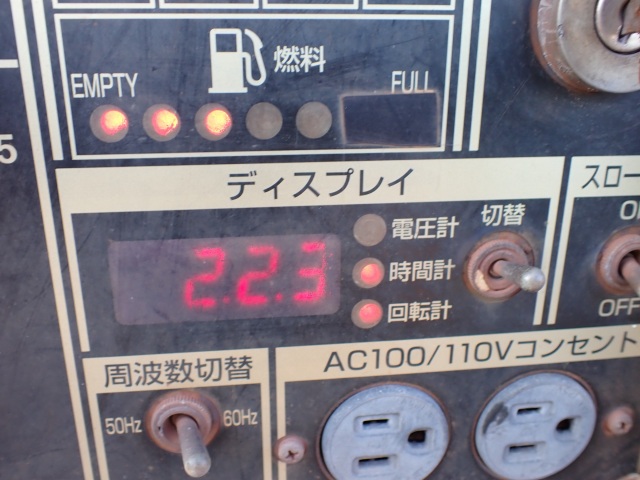 燃料
EMPTY
FULL
5
ディスプレイ
スロー
電圧計
切替
時間計
2.2.3
回転計
OFF
周波数切替
AC100/110Vコンセント
50Hz
60Hz